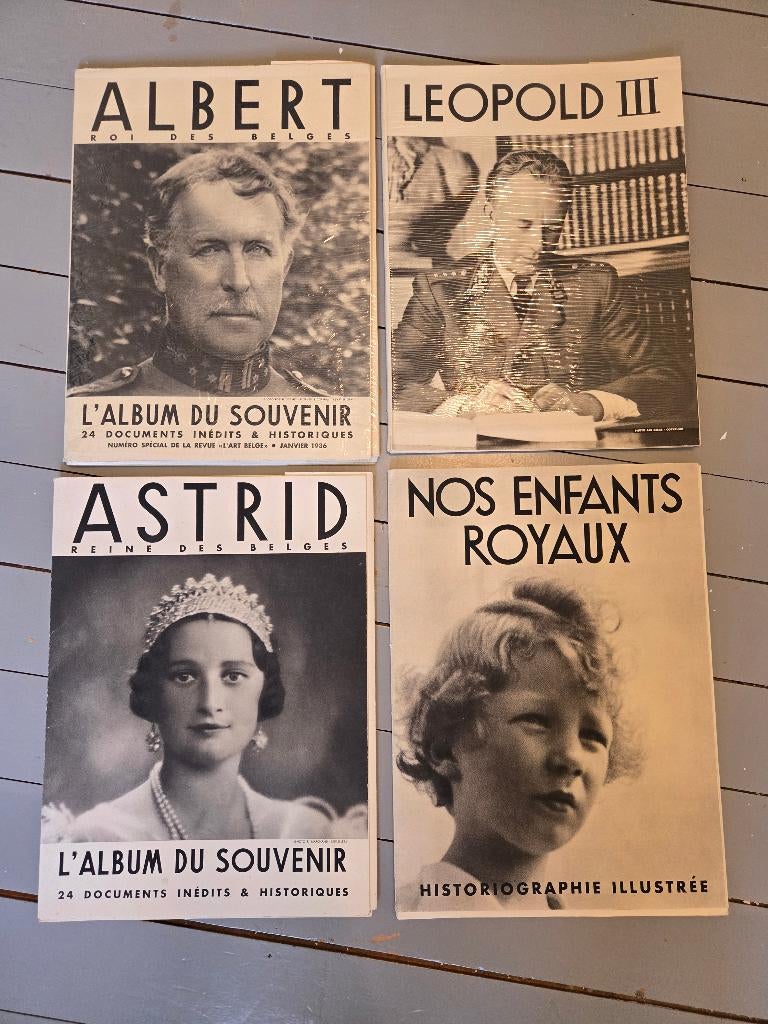 ALBERT
ROI DES BELGES
L'ALBUM DU SOUVENIR
24 DOCUMENTS INÉDITS & HISTORIQUES
NUMÉRO SPÉCIAL DE LA REVUE «L'ART BELGE» • JANVIER 1936
LEOPOLD III
ASTRID
REINE DES BELGES
L'ALBUM DU SOUVENIR
24 DOCUMENTS INÉDITS & HISTORIQUES
NOS ENFANTS
ROYAUX
HISTORIOGRAPHIE ILLUSTRÉE